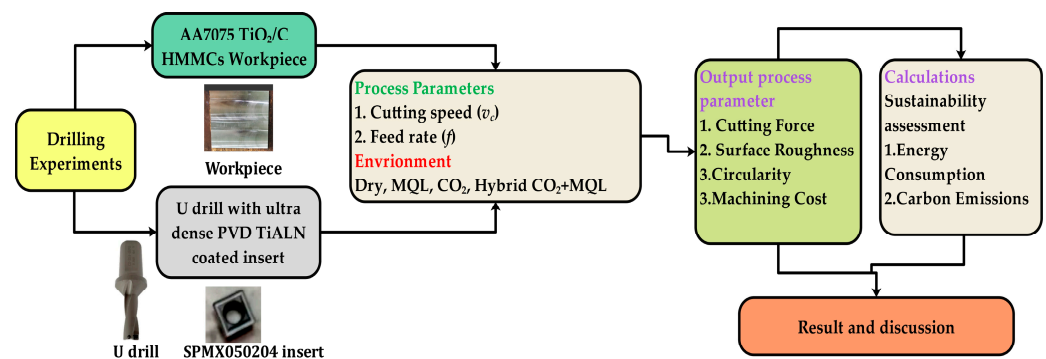 Drilling
Experiments
AA7075 TiO₂/C
HMMCs Workpiece
Workpiece
U drill with ultra
dense PVD TiALN
coated insert
U drill
SPMX050204 insert
Process Parameters
1. Cutting speed (v꜀)
2. Feed rate (f)
Envrionment
Dry, MQL, CO₂, Hybrid CO₂+MQL
Output process
parameter
1. Cutting Force
2. Surface Roughness
3.Circularity
3.Machining Cost
Calculations
Sustainability
assessment
1.Energy
Consumption
2.Carbon Emissions
Result and discussion